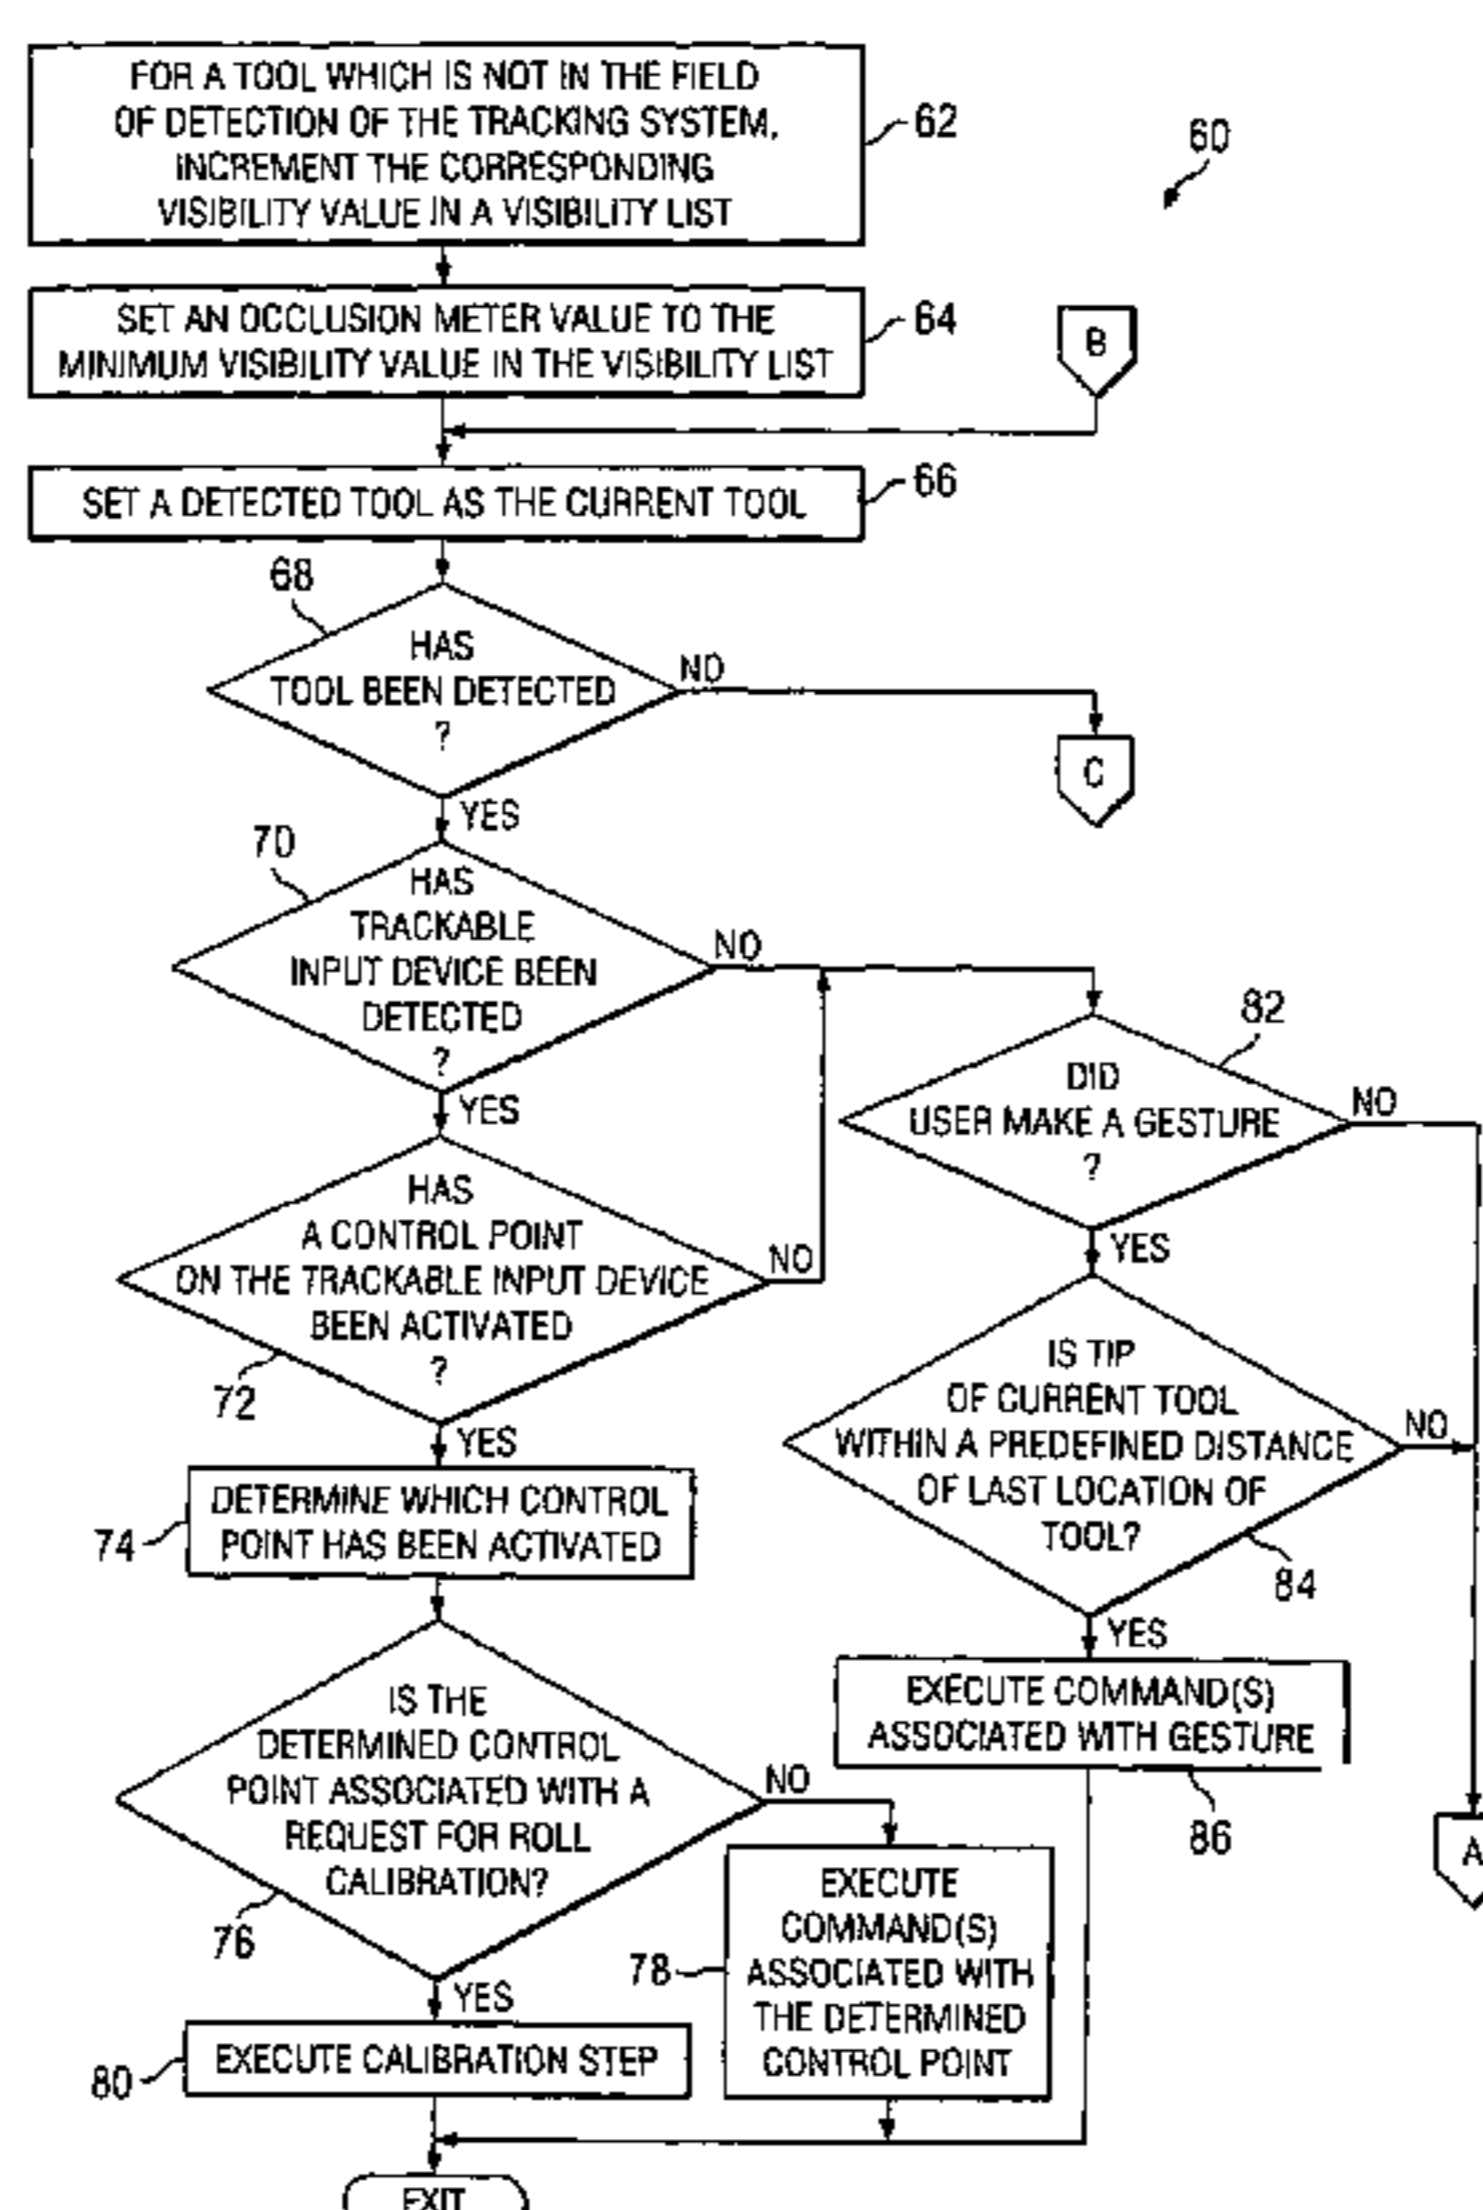 FOR A TOOL WHICH IS NOT IN THE FIELD
OF DETECTION OF THE TRACKING SYSTEM,
INCREMENT THE CORRESPONDING
VISIBILITY VALUE IN A VISIBILITY LIST
62
60
SET AN OCCLUSION METER VALUE TO THE
MINIMUM VISIBILITY VALUE IN THE VISIBILITY LIST
64
B
SET A DETECTED TOOL AS THE CURRENT TOOL
66
68
HAS
TOOL BEEN DETECTED
?
NO
C
YES
70
HAS
TRACKABLE
INPUT DEVICE BEEN
DETECTED
?
NO
YES
82
DID
USER MAKE A GESTURE
?
NO
YES
HAS
A CONTROL POINT
ON THE TRACKABLE INPUT DEVICE
BEEN ACTIVATED
?
NO
72
YES
IS TIP
OF CURRENT TOOL
WITHIN A PREDEFINED DISTANCE
OF LAST LOCATION OF
TOOL?
NO
84
YES
DETERMINE WHICH CONTROL
POINT HAS BEEN ACTIVATED
74
EXECUTE COMMAND(S)
ASSOCIATED WITH GESTURE
86
A
IS THE
DETERMINED CONTROL
POINT ASSOCIATED WITH A
REQUEST FOR ROLL
CALIBRATION?
NO
76
YES
EXECUTE
COMMAND(S)
ASSOCIATED WITH
THE DETERMINED
CONTROL POINT
78
EXECUTE CALIBRATION STEP
80
EXIT